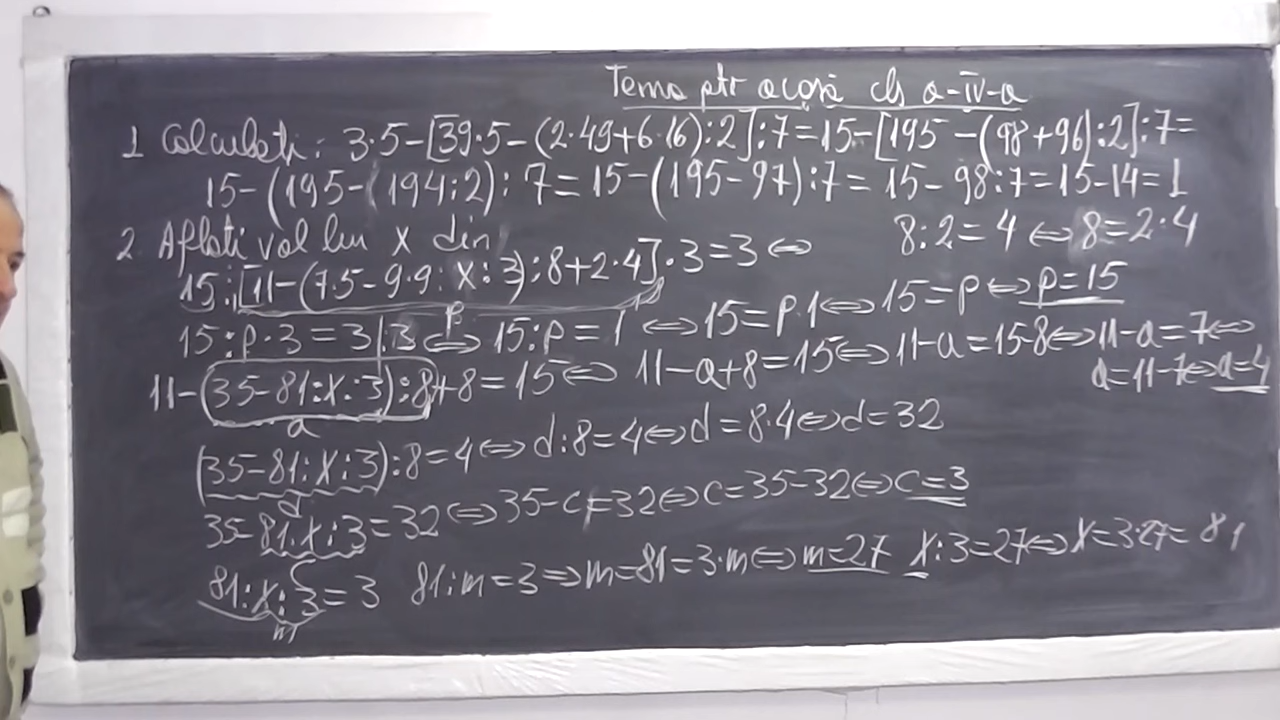 Tema ptr acasă cls a-IV-a
1 Calculați: 3·5-[39·5-(2·49+6·16):2]:7=15-[195-(98+96):2]:7=
15-(195-(194:2):7=15-(195-97):7=15-98:7=15-14=1
8:2=4⇔8=2·4
2 Aflați val lui x din
15:[11-(7·5-9·9:x:3):8+2·4]·3=3⇔
p
15:p·3=3|:3⇔15:p=1⇔15=p·1⇔15=p⇔p=15
11-(35-81:x:3):8+8=15⇔11-a+8=15⇔11-a=15-8⇔11-a=7⇔
a=11-7⇔a=4
a
(35-81:x:3):8=4⇔d:8=4⇔d=8·4⇔d=32
d
35-81:x:3=32⇔35-c=32⇔c=35-32⇔c=3
c
81:x:3=3 81:m=3⇒m=81=3·m⇔m=27 x:3=27⇔x=3·27=81
m